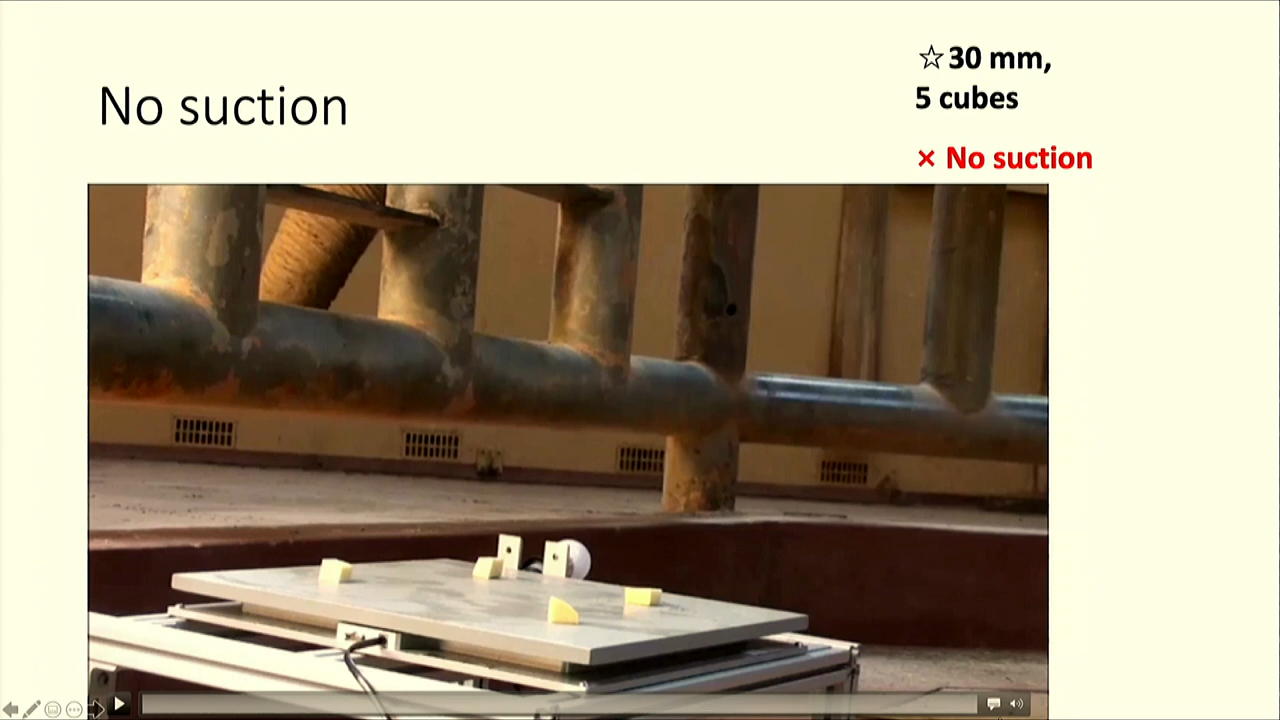 No suction
☆30 mm,
5 cubes
× No suction